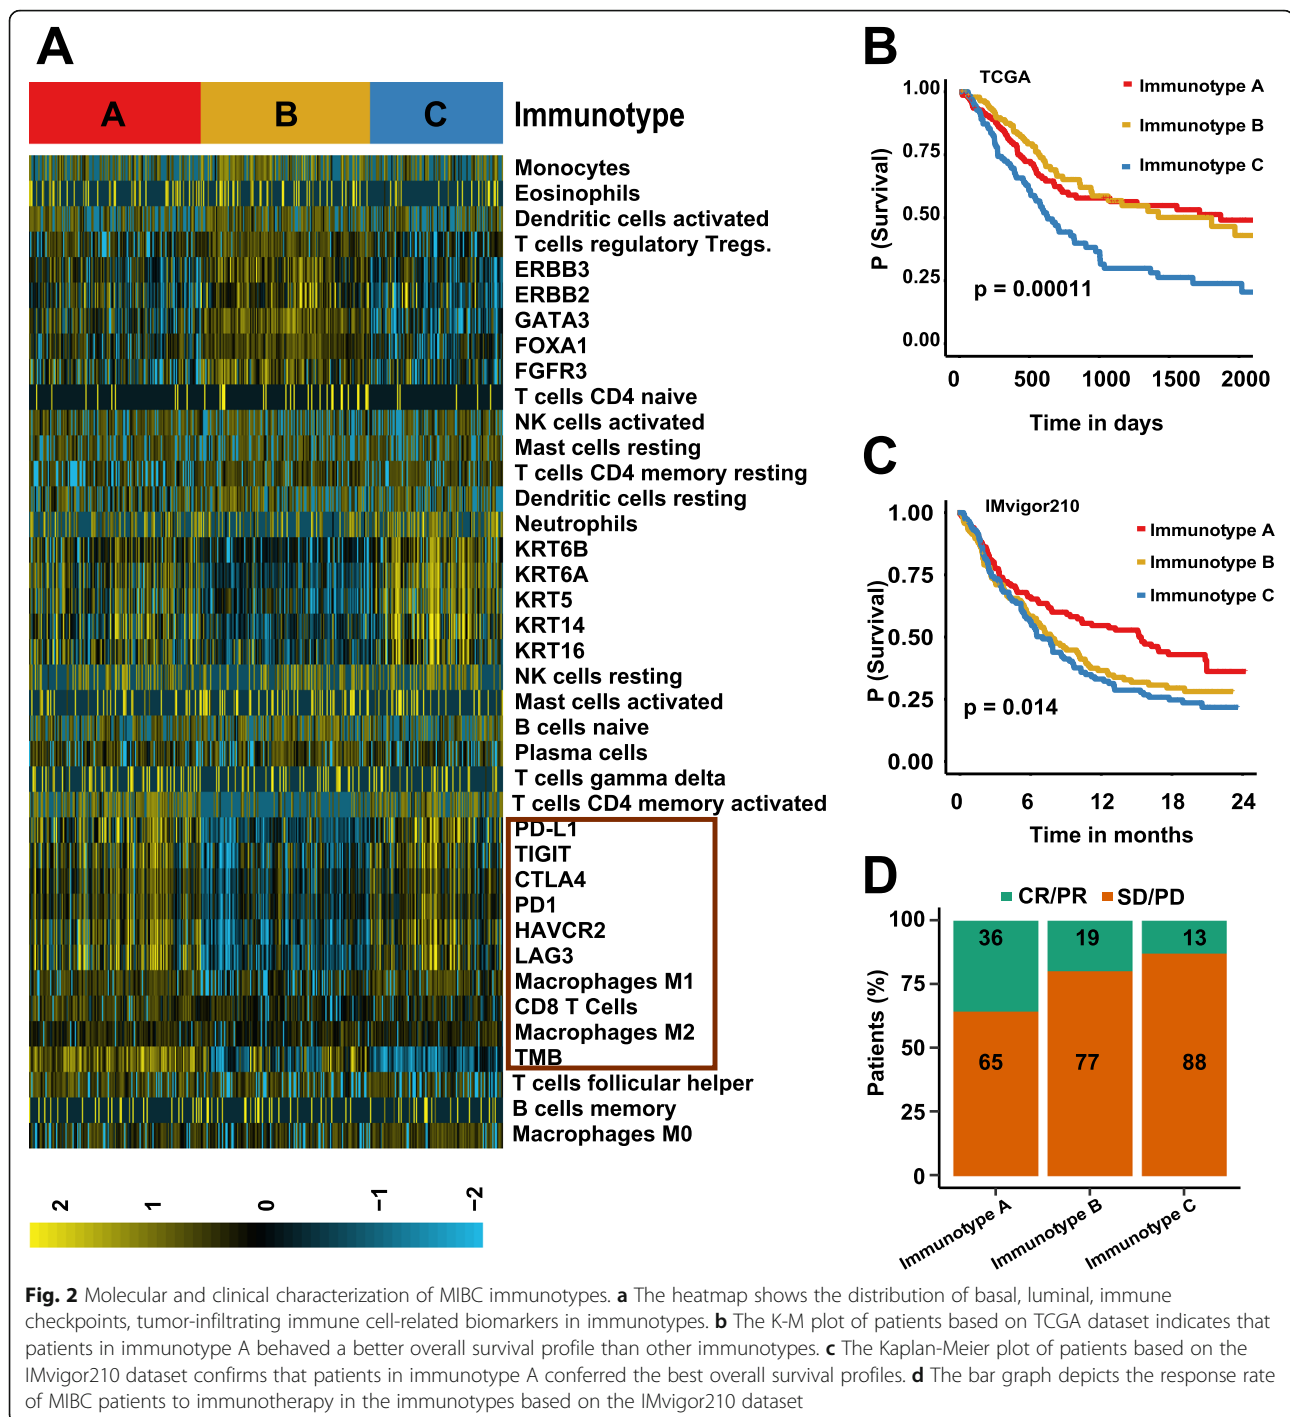 A
A B C Immunotype
Monocytes
Eosinophils
Dendritic cells activated
T cells regulatory Tregs.
ERBB3
ERBB2
GATA3
FOXA1
FGFR3
T cells CD4 naive
NK cells activated
Mast cells resting
T cells CD4 memory resting
Dendritic cells resting
Neutrophils
KRT6B
KRT6A
KRT5
KRT14
KRT16
NK cells resting
Mast cells activated
B cells naive
Plasma cells
T cells gamma delta
T cells CD4 memory activated
PD-L1
TIGIT
CTLA4
PD1
HAVCR2
LAG3
Macrophages M1
CD8 T Cells
Macrophages M2
TMB
T cells follicular helper
B cells memory
Macrophages M0
2 1 0 −1 −2
B
TCGA
Immunotype A
Immunotype B
Immunotype C
P (Survival)
1.00
0.75
0.50
0.25
0.00
p = 0.00011
0 500 1000 1500 2000
Time in days
C
IMvigor210
Immunotype A
Immunotype B
Immunotype C
P (Survival)
1.00
0.75
0.50
0.25
0.00
p = 0.014
0 6 12 18 24
Time in months
D
CR/PR SD/PD
Patients (%)
100
75
50
25
0
36 19 13
65 77 88
Immunotype A
Immunotype B
Immunotype C
Fig. 2 Molecular and clinical characterization of MIBC immunotypes. a The heatmap shows the distribution of basal, luminal, immune
checkpoints, tumor-infiltrating immune cell-related biomarkers in immunotypes. b The K-M plot of patients based on TCGA dataset indicates that
patients in immunotype A behaved a better overall survival profile than other immunotypes. c The Kaplan-Meier plot of patients based on the
IMvigor210 dataset confirms that patients in immunotype A conferred the best overall survival profiles. d The bar graph depicts the response rate
of MIBC patients to immunotherapy in the immunotypes based on the IMvigor210 dataset